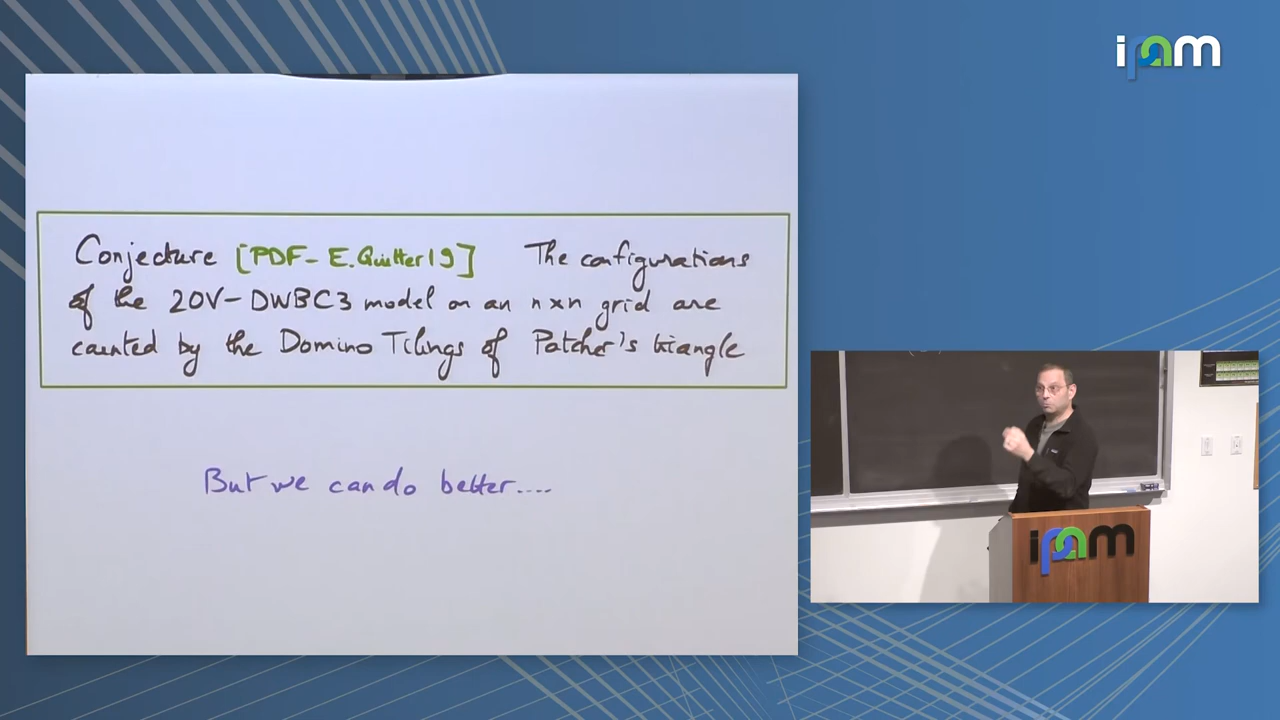 ipam
Conjecture [PDF-E.Guitter19] The configurations
of the 20V-DWBC3 model on an n×n grid are
counted by the Domino Tilings of Patcher's triangle
But we can do better....
ipam